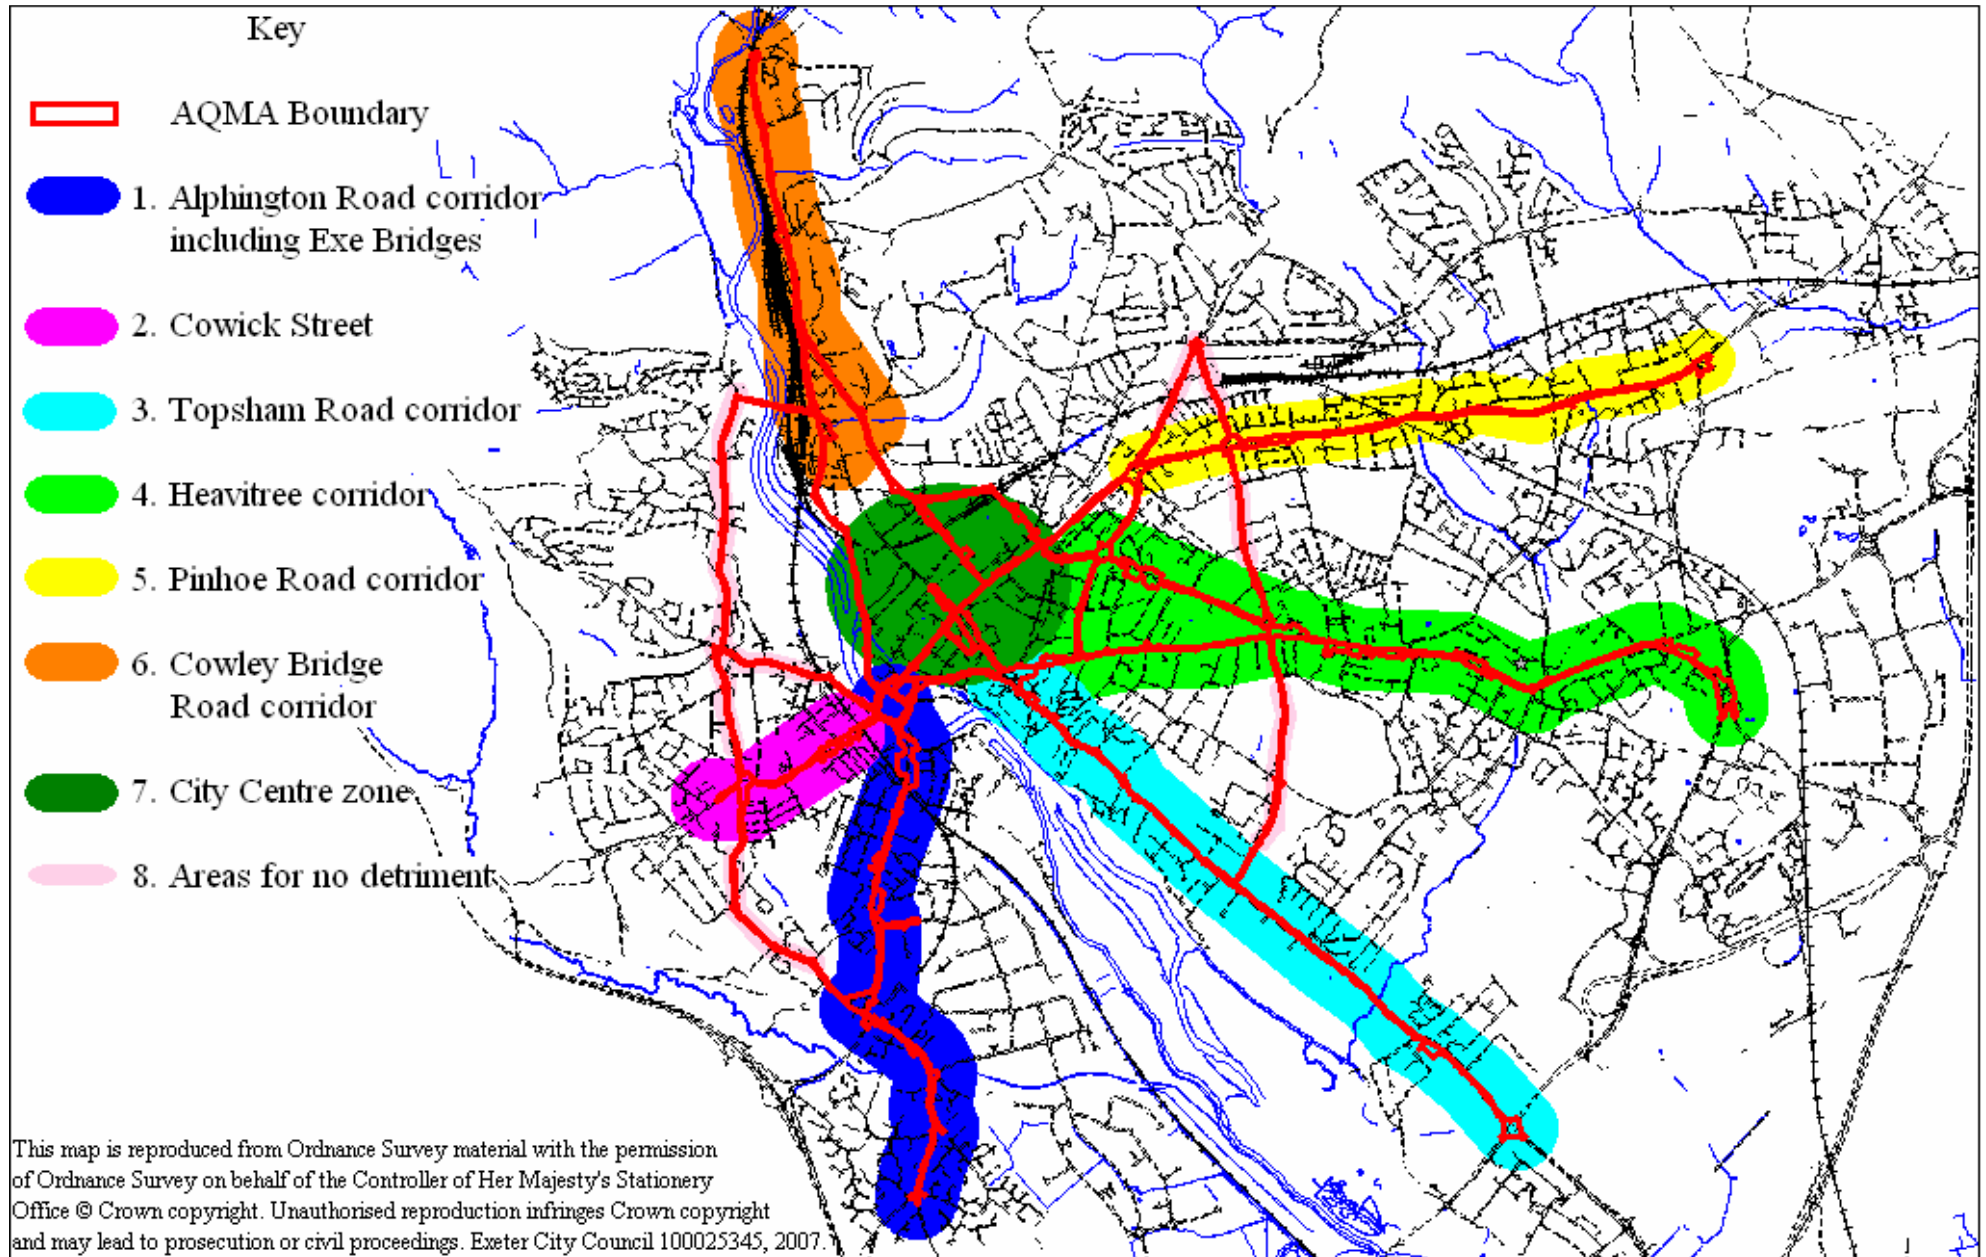 Key
AQMA Boundary
1. Alphington Road corridor
including Exe Bridges
2. Cowick Street
3. Topsham Road corridor
4. Heavitree corridor
5. Pinhoe Road corridor
6. Cowley Bridge
Road corridor
7. City Centre zone
8. Areas for no detriment
This map is reproduced from Ordnance Survey material with the permission
of Ordnance Survey on behalf of the Controller of Her Majesty's Stationery
Office © Crown copyright. Unauthorised reproduction infringes Crown copyright
and may lead to prosecution or civil proceedings. Exeter City Council 100025345, 2007.